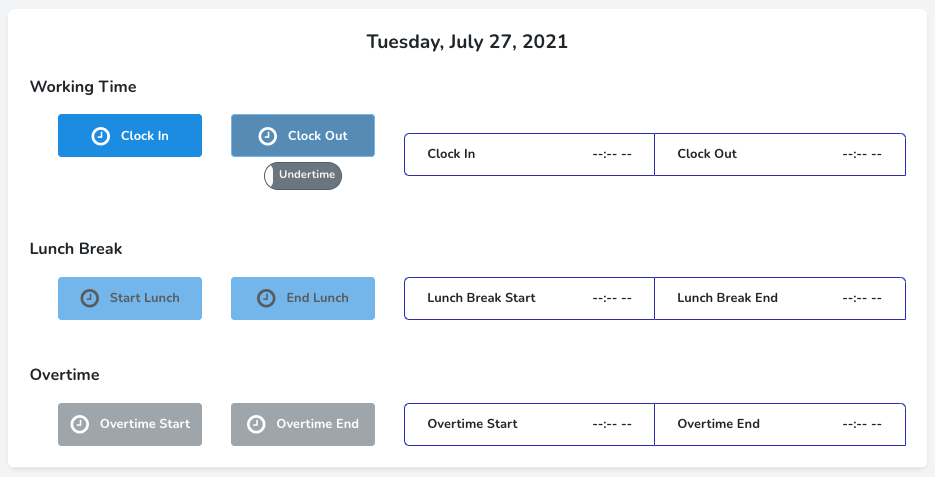 Tuesday, July 27, 2021
Working Time
Clock In
Clock Out
Undertime
Clock In --:-- --
Clock Out --:-- --
Lunch Break
Start Lunch
End Lunch
Lunch Break Start --:-- --
Lunch Break End --:-- --
Overtime
Overtime Start
Overtime End
Overtime Start --:-- --
Overtime End --:-- --